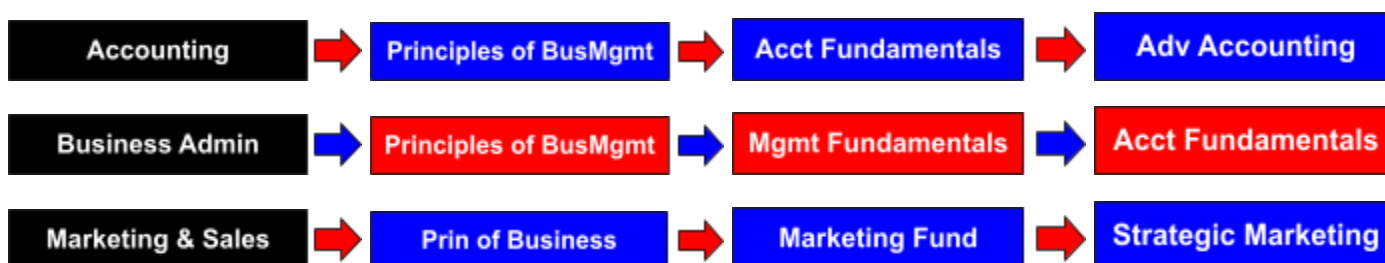 Accounting
Principles of BusMgmt
Acct Fundamentals
Adv Accounting
Business Admin
Principles of BusMgmt
Mgmt Fundamentals
Acct Fundamentals
Marketing & Sales
Prin of Business
Marketing Fund
Strategic Marketing